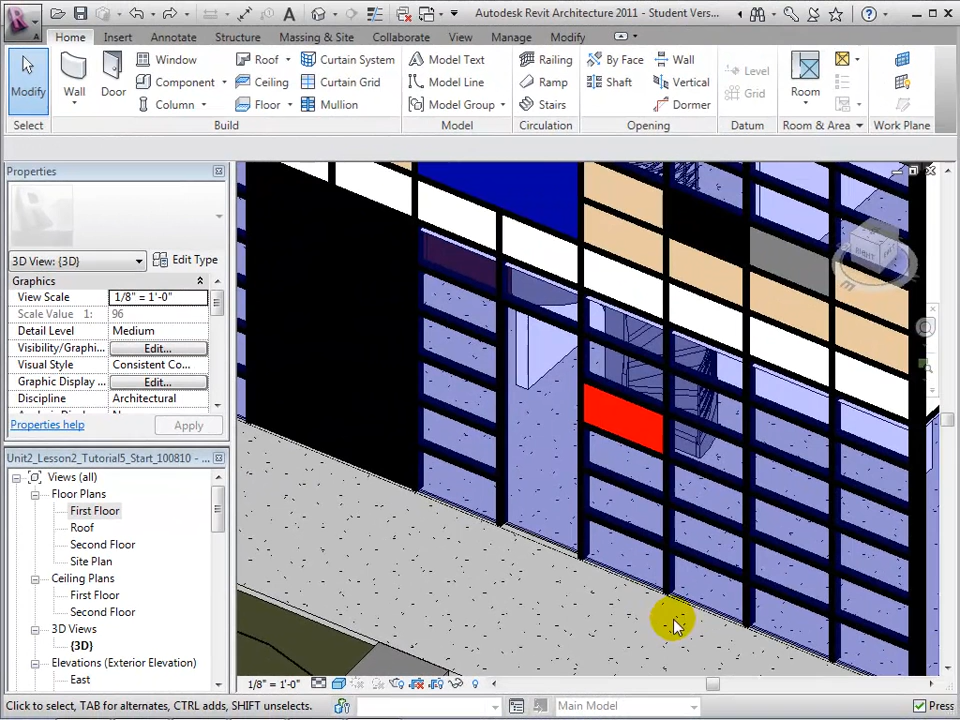 Autodesk Revit Architecture 2011 - Student Vers...
Home Insert Annotate Structure Massing & Site Collaborate View Manage Modify
Modify Wall Door
Window Component Column
Roof Ceiling Floor
Curtain System Curtain Grid Mullion
Model Text Model Line Model Group
Railing Ramp Stairs
By Face Shaft
Wall Vertical Dormer
Level Grid
Room
Select Build Model Circulation Opening Datum Room & Area Work Plane
Properties
3D View: {3D} Edit Type
Graphics
View Scale 1/8" = 1'-0"
Scale Value 1: 96
Detail Level Medium
Visibility/Graphi... Edit...
Visual Style Consistent Co...
Graphic Display ... Edit...
Discipline Architectural
Properties help Apply
Unit2_Lesson2_Tutorial5_Start_100810 - ...
Views (all)
Floor Plans
First Floor
Roof
Second Floor
Site Plan
Ceiling Plans
First Floor
Second Floor
3D Views
{3D}
Elevations (Exterior Elevation)
East
RIGHT
1/8" = 1'-0"
Click to select, TAB for alternates, CTRL adds, SHIFT unselects.
Main Model
Press